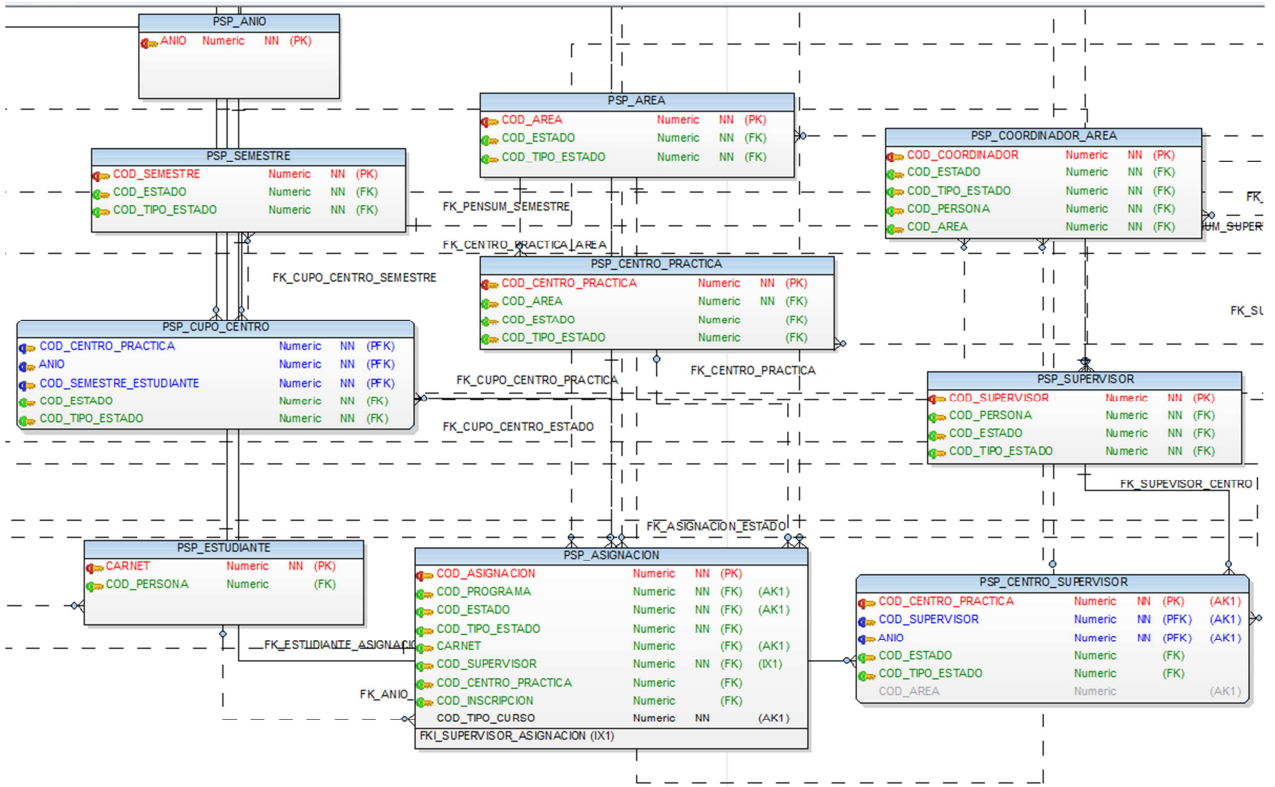 PSP_ANIO
ANIO Numeric NN (PK)
PSP_AREA
COD_AREA Numeric NN (PK)
COD_ESTADO Numeric NN (FK)
COD_TIPO_ESTADO Numeric NN (FK)
PSP_COORDINADOR_AREA
COD_COORDINADOR Numeric NN (PK)
COD_ESTADO Numeric NN (FK)
COD_TIPO_ESTADO Numeric NN (FK)
COD_PERSONA Numeric NN (FK)
COD_AREA Numeric NN (FK)
PSP_SEMESTRE
COD_SEMESTRE Numeric NN (PK)
COD_ESTADO Numeric NN (FK)
COD_TIPO_ESTADO Numeric NN (FK)
FK_PENSUM_SEMESTRE
FK_
UM_SUPER
FK_CENTRO_PRACTICA_AREA
FK_CUPO_CENTRO_SEMESTRE
PSP_CENTRO_PRACTICA
COD_CENTRO_PRACTICA Numeric NN (PK)
COD_AREA Numeric NN (FK)
COD_ESTADO Numeric (FK)
COD_TIPO_ESTADO Numeric (FK)
FK_SU
PSP_CUPO_CENTRO
COD_CENTRO_PRACTICA Numeric NN (PFK)
ANIO Numeric NN (PFK)
COD_SEMESTRE_ESTUDIANTE Numeric NN (PFK)
COD_ESTADO Numeric NN (FK)
COD_TIPO_ESTADO Numeric NN (FK)
FK_CUPO_CENTRO_PRACTICA
FK_CENTRO_PRACTICA
FK_CUPO_CENTRO_ESTADO
PSP_SUPERVISOR
COD_SUPERVISOR Numeric NN (PK)
COD_PERSONA Numeric NN (FK)
COD_ESTADO Numeric NN (FK)
COD_TIPO_ESTADO Numeric NN (FK)
FK_SUPEVISOR_CENTRO
FK_ASIGNACION_ESTADO
PSP_ESTUDIANTE
CARNET Numeric NN (PK)
COD_PERSONA Numeric (FK)
FK_ESTUDIANTE_ASIGNACIO
FK_ANIO_
PSP_ASIGNACION
COD_ASIGNACION Numeric NN (PK)
COD_PROGRAMA Numeric NN (FK) (AK1)
COD_ESTADO Numeric NN (FK) (AK1)
COD_TIPO_ESTADO Numeric NN (FK)
CARNET Numeric (FK) (AK1)
COD_SUPERVISOR Numeric NN (FK) (IX1)
COD_CENTRO_PRACTICA Numeric (FK)
COD_INSCRIPCION Numeric (FK)
COD_TIPO_CURSO Numeric NN (AK1)
FKI_SUPERVISOR_ASIGNACION (IX1)
PSP_CENTRO_SUPERVISOR
COD_CENTRO_PRACTICA Numeric NN (PK) (AK1)
COD_SUPERVISOR Numeric NN (PFK) (AK1)
ANIO Numeric NN (PFK) (AK1)
COD_ESTADO Numeric (FK)
COD_TIPO_ESTADO Numeric (FK)
COD_AREA Numeric (AK1)